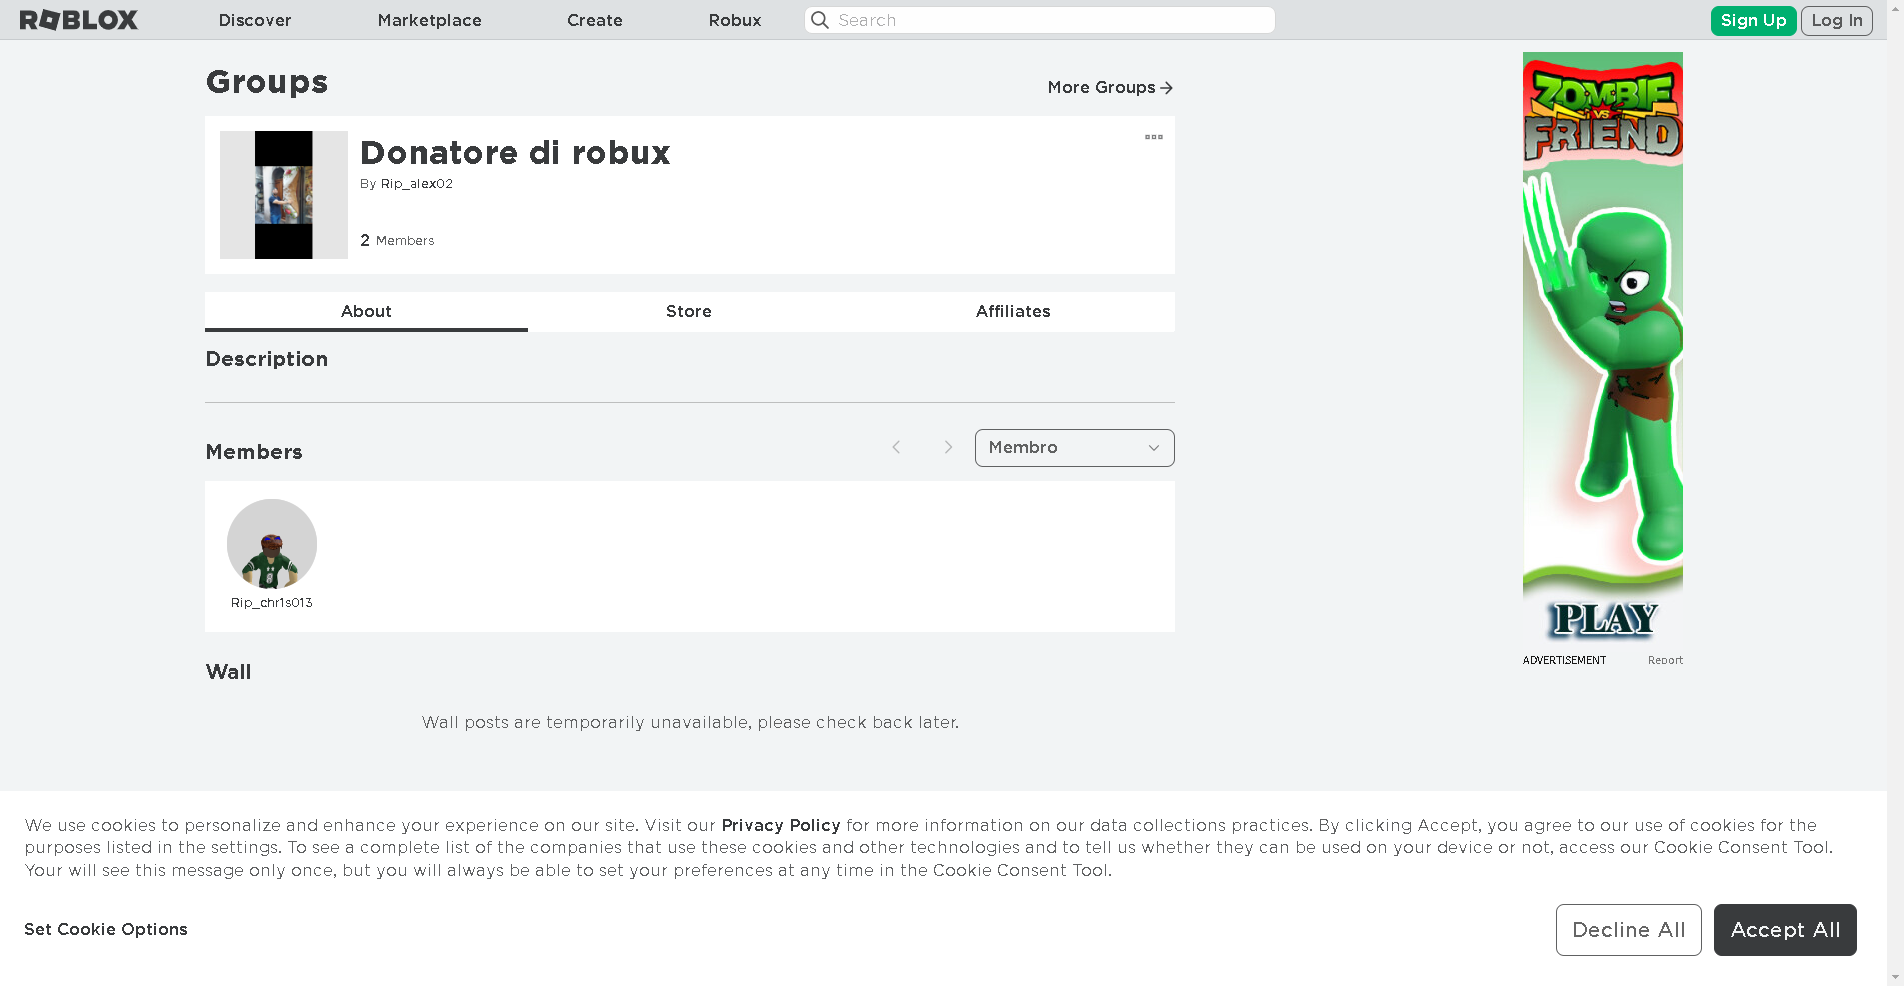 ROBLOX Discover Marketplace Create Robux Search Sign Up Log In
Groups
More Groups
Donatore di robux
By Rip_alex02
2 Members
About Store Affiliates
Description
Members
Membro
Rip_chr1s013
Wall
Wall posts are temporarily unavailable, please check back later.
ZOMBIE
VS
FRIEND
PLAY
ADVERTISEMENT Report
We use cookies to personalize and enhance your experience on our site. Visit our Privacy Policy for more information on our data collections practices. By clicking Accept, you agree to our use of cookies for the
purposes listed in the settings. To see a complete list of the companies that use these cookies and other technologies and to tell us whether they can be used on your device or not, access our Cookie Consent Tool.
Your will see this message only once, but you will always be able to set your preferences at any time in the Cookie Consent Tool.
Set Cookie Options
Decline All
Accept All